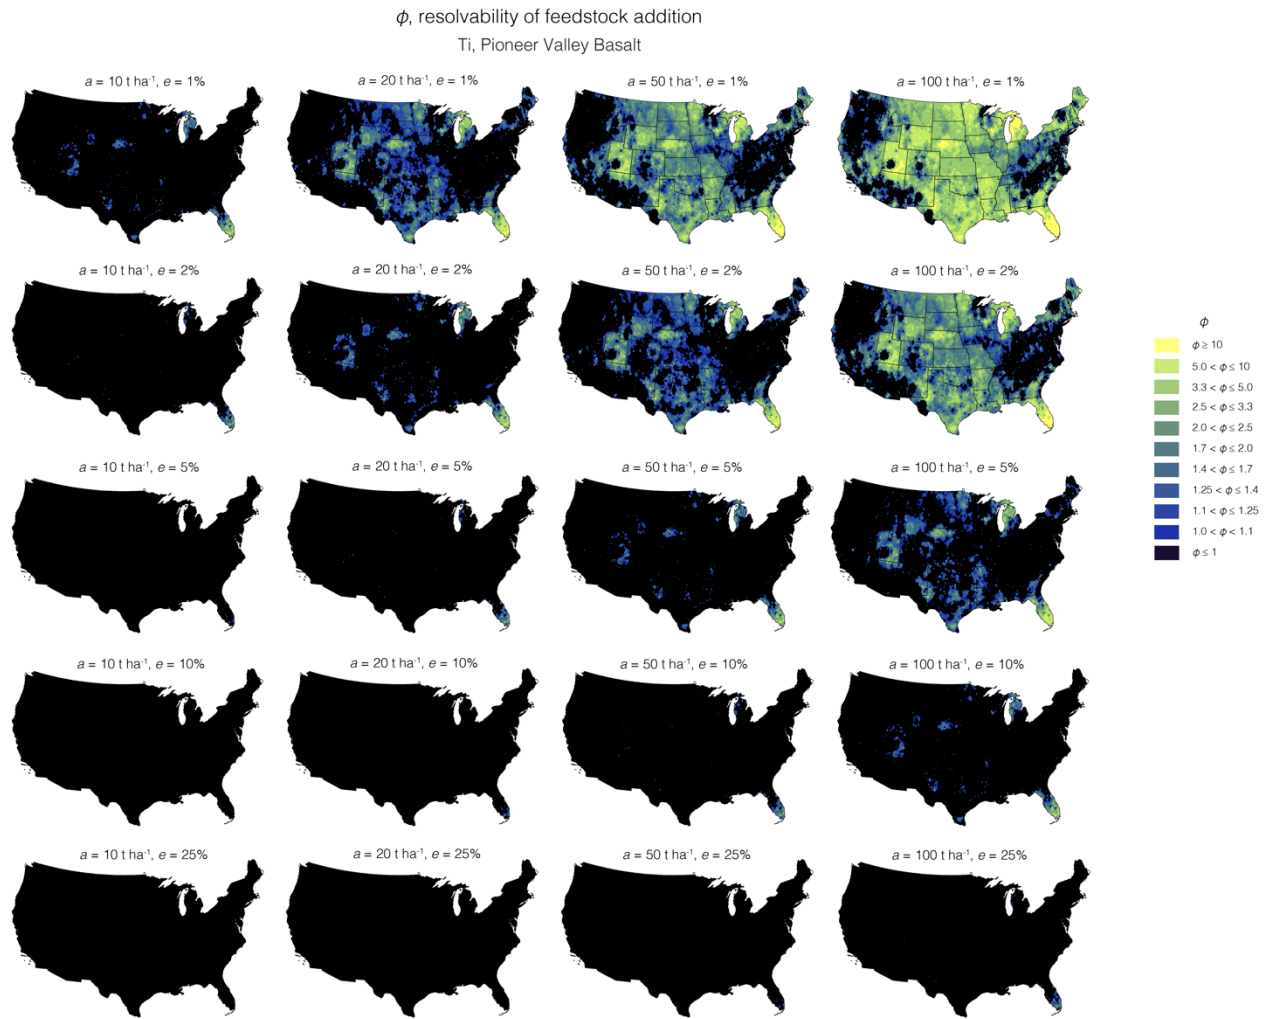 ϕ, resolvability of feedstock addition
Ti, Pioneer Valley Basalt
a = 10 t ha⁻¹, e = 1%
a = 20 t ha⁻¹, e = 1%
a = 50 t ha⁻¹, e = 1%
a = 100 t ha⁻¹, e = 1%
a = 10 t ha⁻¹, e = 2%
a = 20 t ha⁻¹, e = 2%
a = 50 t ha⁻¹, e = 2%
a = 100 t ha⁻¹, e = 2%
a = 10 t ha⁻¹, e = 5%
a = 20 t ha⁻¹, e = 5%
a = 50 t ha⁻¹, e = 5%
a = 100 t ha⁻¹, e = 5%
a = 10 t ha⁻¹, e = 10%
a = 20 t ha⁻¹, e = 10%
a = 50 t ha⁻¹, e = 10%
a = 100 t ha⁻¹, e = 10%
a = 10 t ha⁻¹, e = 25%
a = 20 t ha⁻¹, e = 25%
a = 50 t ha⁻¹, e = 25%
a = 100 t ha⁻¹, e = 25%
ϕ
ϕ ≥ 10
5.0 < ϕ ≤ 10
3.3 < ϕ ≤ 5.0
2.5 < ϕ ≤ 3.3
2.0 < ϕ ≤ 2.5
1.7 < ϕ ≤ 2.0
1.4 < ϕ ≤ 1.7
1.25 < ϕ ≤ 1.4
1.1 < ϕ ≤ 1.25
1.0 < ϕ < 1.1
ϕ ≤ 1